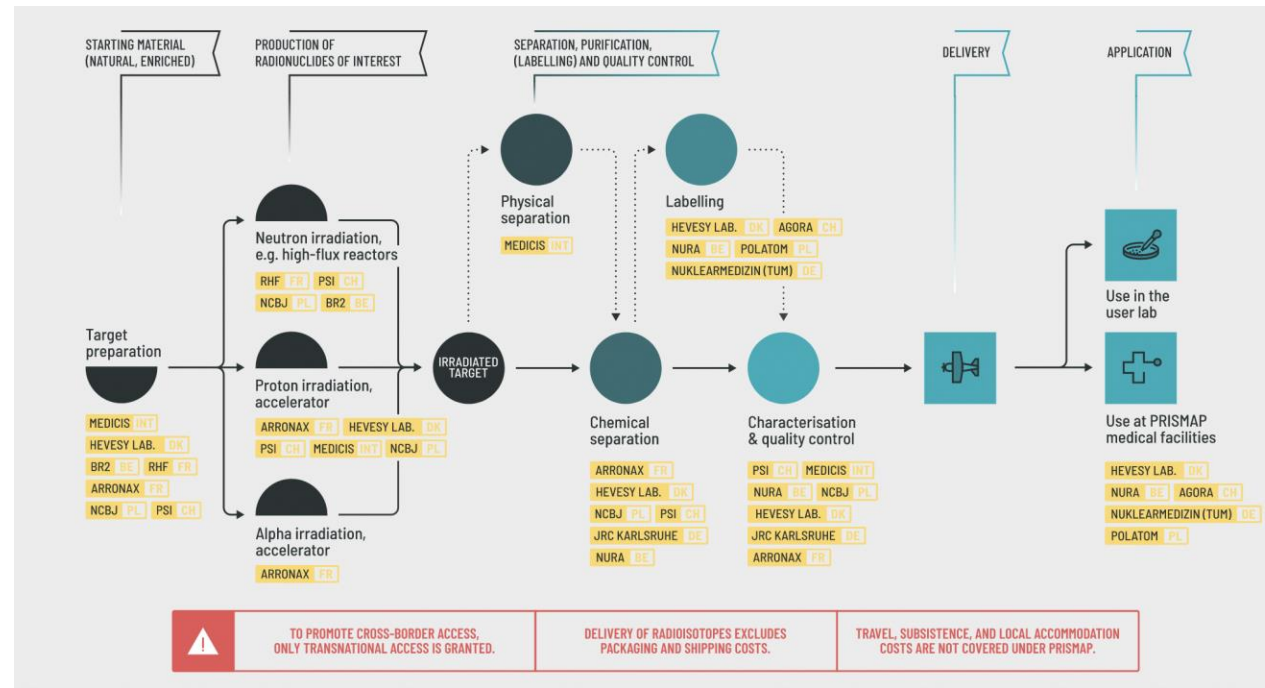 STARTING MATERIAL
(NATURAL, ENRICHED)
PRODUCTION OF
RADIONUCLIDES OF INTEREST
SEPARATION, PURIFICATION,
(LABELLING) AND QUALITY CONTROL
DELIVERY
APPLICATION
Target
preparation
MEDICIS INT
HEVESY LAB. DK
BR2 BE RHF FR
ARRONAX FR
NCBJ PL PSI CH
Neutron irradiation,
e.g. high-flux reactors
RHF FR PSI CH
NCBJ PL BR2 BE
Proton irradiation,
accelerator
ARRONAX FR HEVESY LAB. DK
PSI CH MEDICIS INT NCBJ PL
Alpha irradiation,
accelerator
ARRONAX FR
IRRADIATED
TARGET
Physical
separation
MEDICIS INT
Chemical
separation
ARRONAX FR
HEVESY LAB. DK
NCBJ PL PSI CH
JRC KARLSRUHE DE
NURA BE
Labelling
HEVESY LAB. DK AGORA CH
NURA BE POLATOM PL
NUKLEARMEDIZIN (TUM) DE
Characterisation
& quality control
PSI CH MEDICIS INT
NURA BE NCBJ PL
HEVESY LAB. DK
JRC KARLSRUHE DE
ARRONAX FR
Use in the
user lab
Use at PRISMAP
medical facilities
HEVESY LAB. DK
NURA BE AGORA CH
NUKLEARMEDIZIN (TUM) DE
POLATOM PL
TO PROMOTE CROSS-BORDER ACCESS,
ONLY TRANSNATIONAL ACCESS IS GRANTED.
DELIVERY OF RADIOISOTOPES EXCLUDES
PACKAGING AND SHIPPING COSTS.
TRAVEL, SUBSISTENCE, AND LOCAL ACCOMMODATION
COSTS ARE NOT COVERED UNDER PRISMAP.